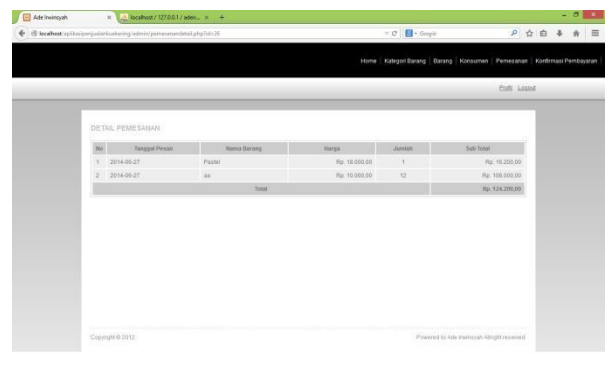 Ade Irwinsyah
localhost / 127.0.0.1 / aden...
localhost/aplikasipenjualankuekering/admin/pemesanandetail.php?id=26
Google
Home | Kategori Barang | Barang | Konsumen | Pemesanan | Konfirmasi Pembayaran |
Profil Logout
DETAIL PEMESANAN
No Tanggal Pesan Nama Barang Harga Jumlah Sub Total
1 2014-06-27 Pastel Rp. 18.000,00 1 Rp. 16.200,00
2 2014-06-27 as Rp. 10.000,00 12 Rp. 108.000,00
Total Rp. 124.200,00
Copyright © 2012. Powered to Ade Irwinsyah Allright reserved